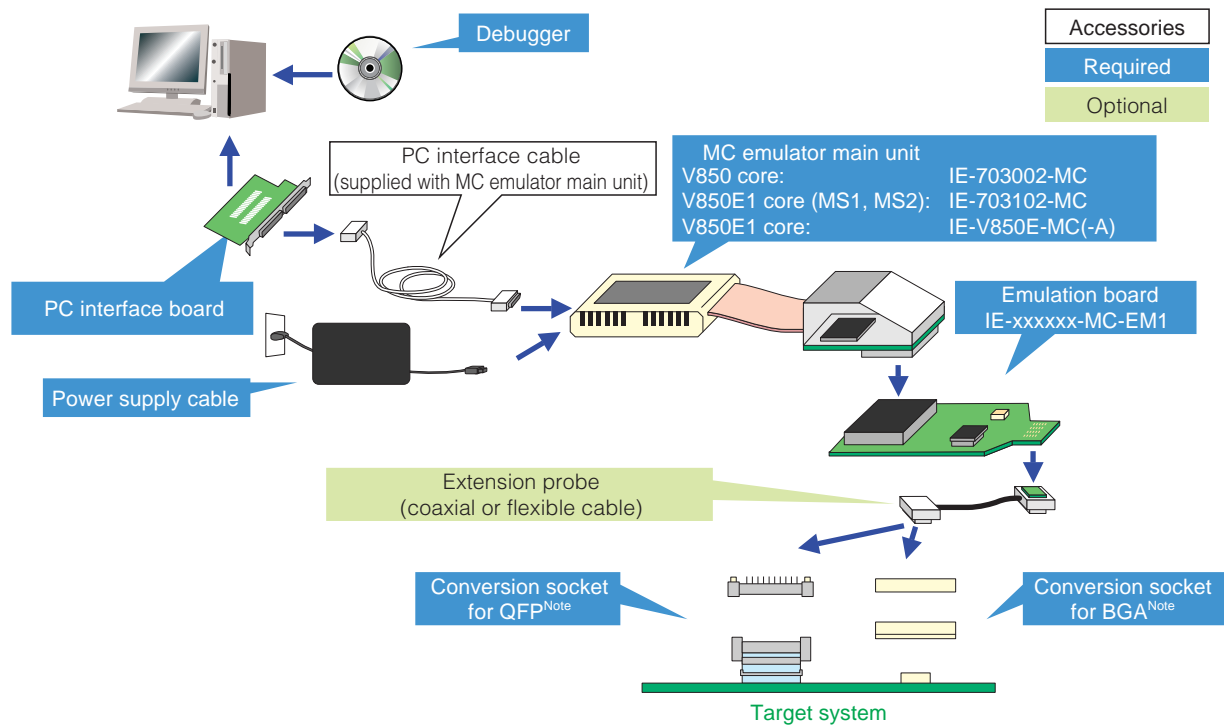 Debugger
Accessories
Required
Optional
PC interface cable
(supplied with MC emulator main unit)
MC emulator main unit
V850 core: IE-703002-MC
V850E1 core (MS1, MS2): IE-703102-MC
V850E1 core: IE-V850E-MC(-A)
PC interface board
Emulation board
IE-xxxxxx-MC-EM1
Power supply cable
Extension probe
(coaxial or flexible cable)
Conversion socket
for QFPNote
Conversion socket
for BGANote
Target system